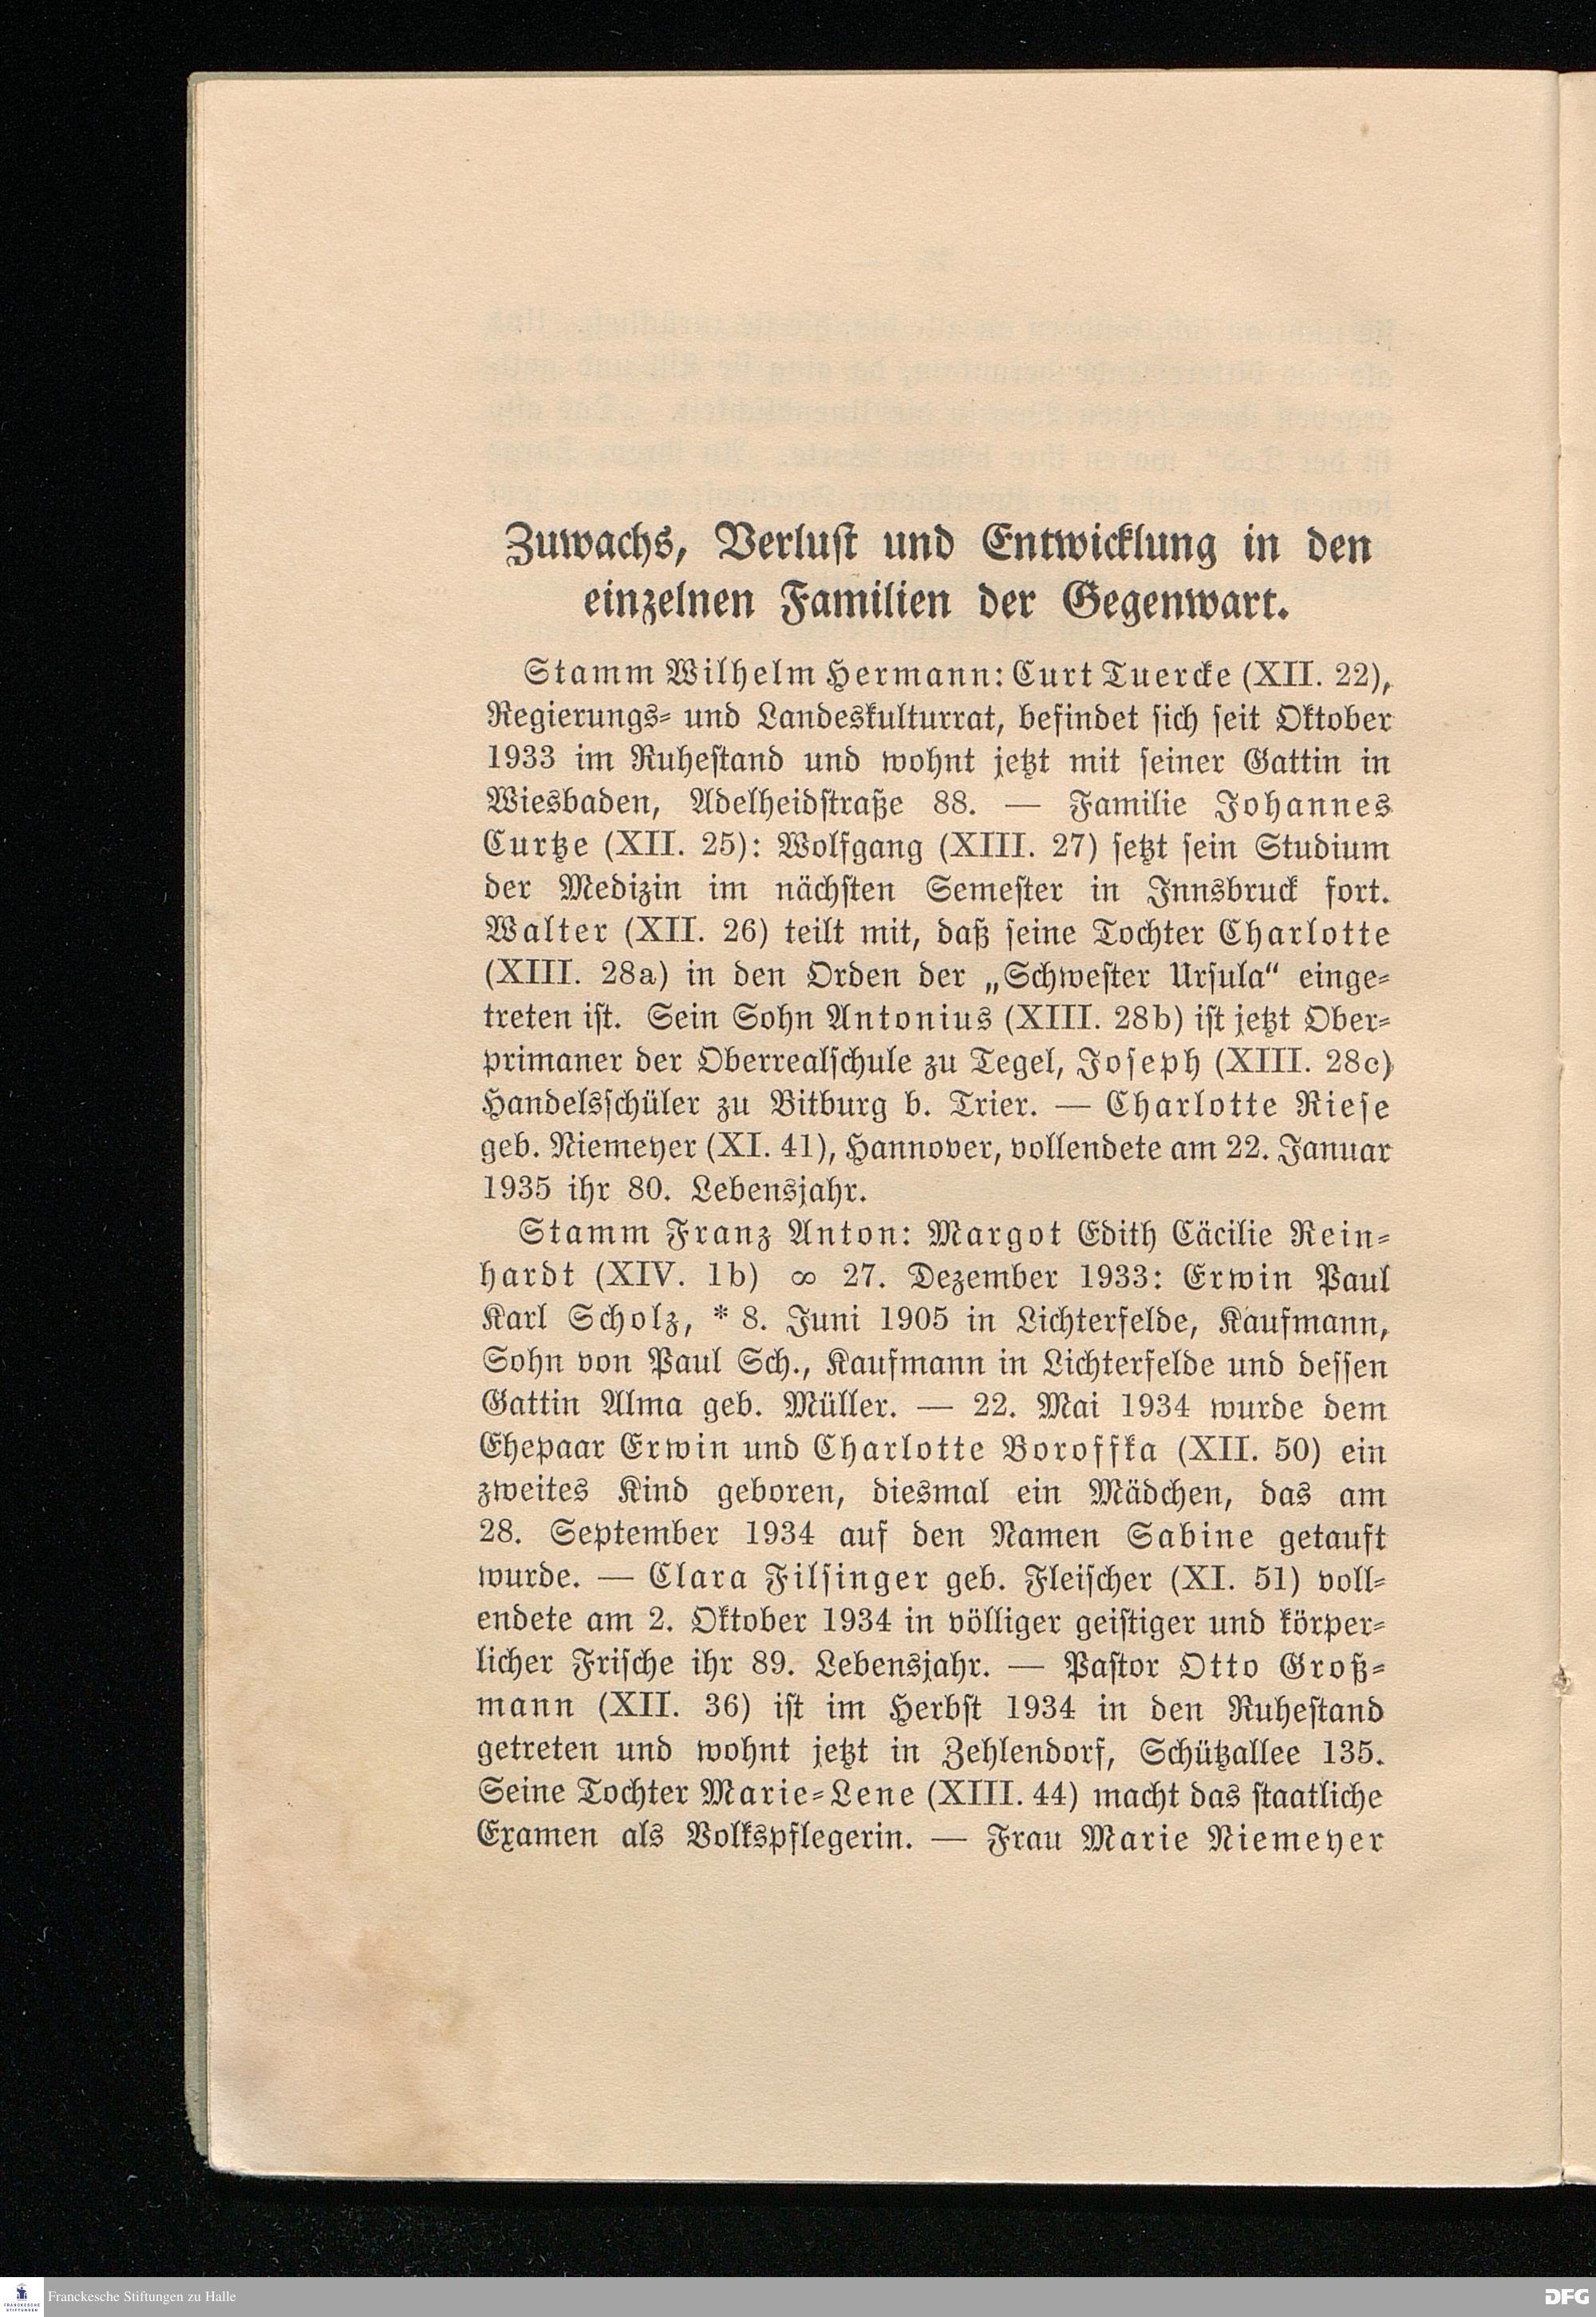 Zuwachs, Verlust und Entwicklung in den
einzelnen Familien der Gegenwart.
Stamm Wilhelm Hermann: Curt Tuercke (XII. 22),
Regierungs- und Landeskulturrat, befindet sich seit Oktober
1933 im Ruhestand und wohnt jetzt mit seiner Gattin in
Wiesbaden, Adelheidstraße 88. — Familie Johannes
Curtze (XII. 25): Wolfgang (XIII. 27) setzt sein Studium
der Medizin im nächsten Semester in Innsbruck fort.
Walter (XII. 26) teilt mit, daß seine Tochter Charlotte
(XIII. 28a) in den Orden der „Schwester Ursula“ einge-
treten ist. Sein Sohn Antonius (XIII. 28b) ist jetzt Ober-
primaner der Oberrealschule zu Tegel, Joseph (XIII. 28c)
Handelsschüler zu Bitburg b. Trier. — Charlotte Riese
geb. Niemeyer (XI. 41), Hannover, vollendete am 22. Januar
1935 ihr 80. Lebensjahr.
Stamm Franz Anton: Margot Edith Cäcilie Rein-
hardt (XIV. 1b) ∞ 27. Dezember 1933: Erwin Paul
Karl Scholz, * 8. Juni 1905 in Lichterfelde, Kaufmann,
Sohn von Paul Sch., Kaufmann in Lichterfelde und dessen
Gattin Alma geb. Müller. — 22. Mai 1934 wurde dem
Ehepaar Erwin und Charlotte Boroffka (XII. 50) ein
zweites Kind geboren, diesmal ein Mädchen, das am
28. September 1934 auf den Namen Sabine getauft
wurde. — Clara Filsinger geb. Fleischer (XI. 51) voll-
endete am 2. Oktober 1934 in völliger geistiger und körper-
licher Frische ihr 89. Lebensjahr. — Pastor Otto Groß-
mann (XII. 36) ist im Herbst 1934 in den Ruhestand
getreten und wohnt jetzt in Zehlendorf, Schützallee 135.
Seine Tochter Marie-Lene (XIII. 44) macht das staatliche
Examen als Volkspflegerin. — Frau Marie Niemeyer
Franckesche Stiftungen zu Halle
DFG